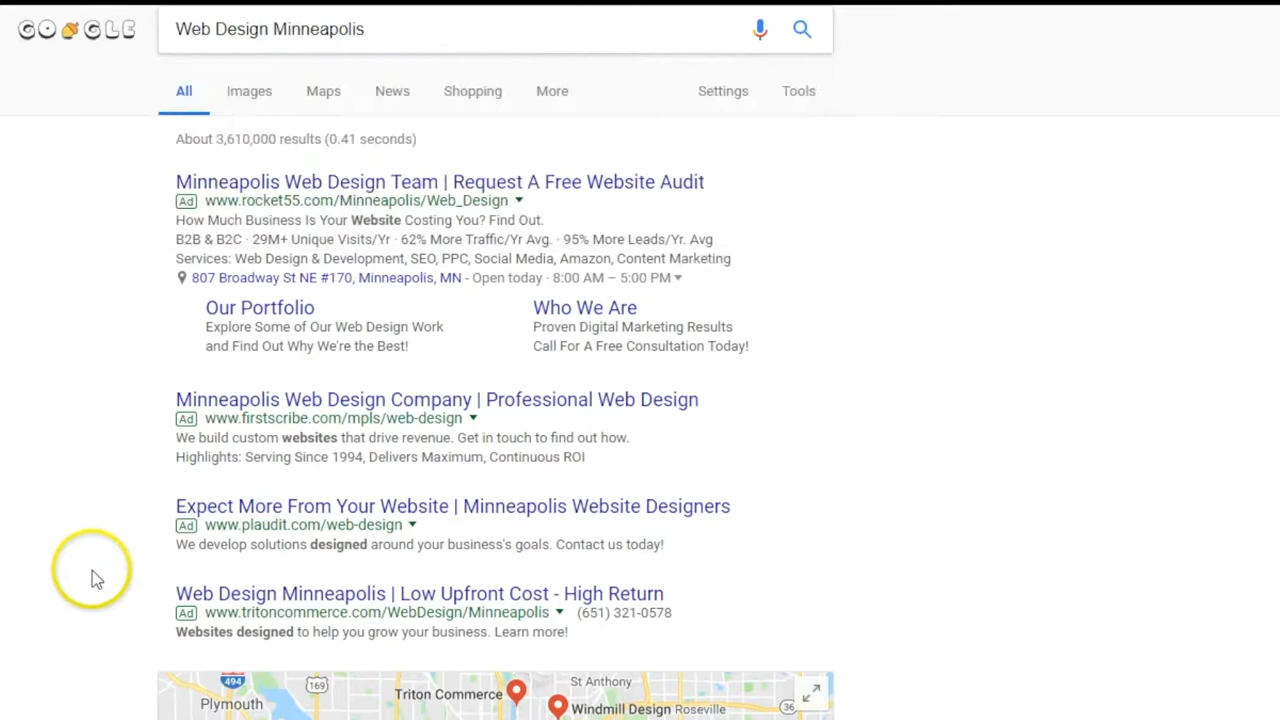 GOOGLE
Web Design Minneapolis
All Images Maps News Shopping More Settings Tools
About 3,610,000 results (0.41 seconds)
Minneapolis Web Design Team | Request A Free Website Audit
Ad www.rocket55.com/Minneapolis/Web_Design
How Much Business Is Your Website Costing You? Find Out.
B2B & B2C · 29M+ Unique Visits/Yr · 62% More Traffic/Yr Avg. · 95% More Leads/Yr. Avg
Services: Web Design & Development, SEO, PPC, Social Media, Amazon, Content Marketing
807 Broadway St NE #170, Minneapolis, MN - Open today · 8:00 AM – 5:00 PM
Our Portfolio
Explore Some of Our Web Design Work
and Find Out Why We're the Best!
Who We Are
Proven Digital Marketing Results
Call For A Free Consultation Today!
Minneapolis Web Design Company | Professional Web Design
Ad www.firstscribe.com/mpls/web-design
We build custom websites that drive revenue. Get in touch to find out how.
Highlights: Serving Since 1994, Delivers Maximum, Continuous ROI
Expect More From Your Website | Minneapolis Website Designers
Ad www.plaudit.com/web-design
We develop solutions designed around your business's goals. Contact us today!
Web Design Minneapolis | Low Upfront Cost - High Return
Ad www.tritoncommerce.com/WebDesign/Minneapolis (651) 321-0578
Websites designed to help you grow your business. Learn more!
494
169
St Anthony
Triton Commerce
Plymouth
Windmill Design Roseville
36